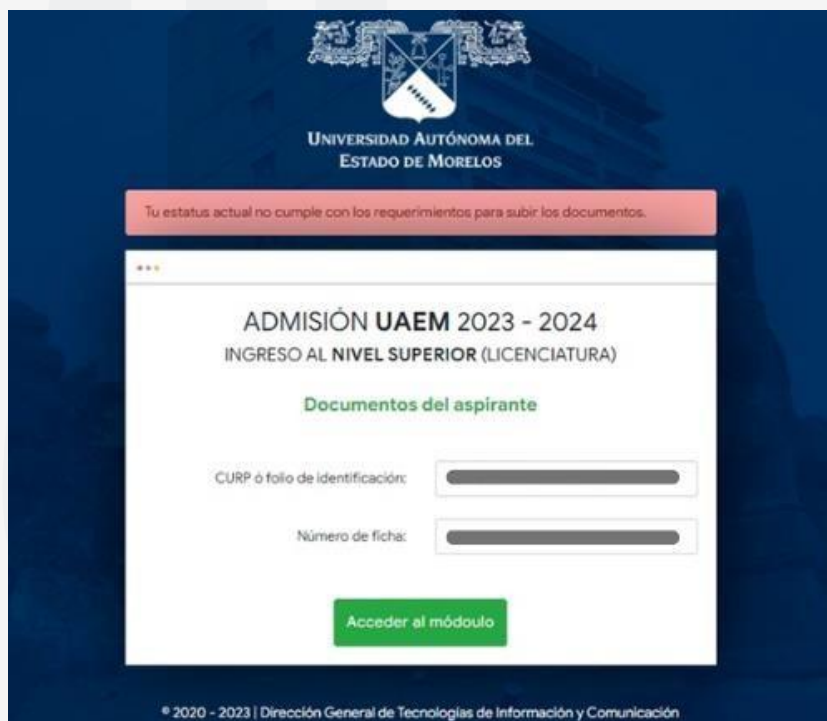 UNIVERSIDAD AUTÓNOMA DEL
ESTADO DE MORELOS
Tu estatus actual no cumple con los requerimientos para subir los documentos.
ADMISIÓN UAEM 2023 - 2024
INGRESO AL NIVEL SUPERIOR (LICENCIATURA)
Documentos del aspirante
CURP ó folio de identificación:
Número de ficha:
Acceder al módoulo
© 2020 - 2023 | Dirección General de Tecnologías de Información y Comunicación